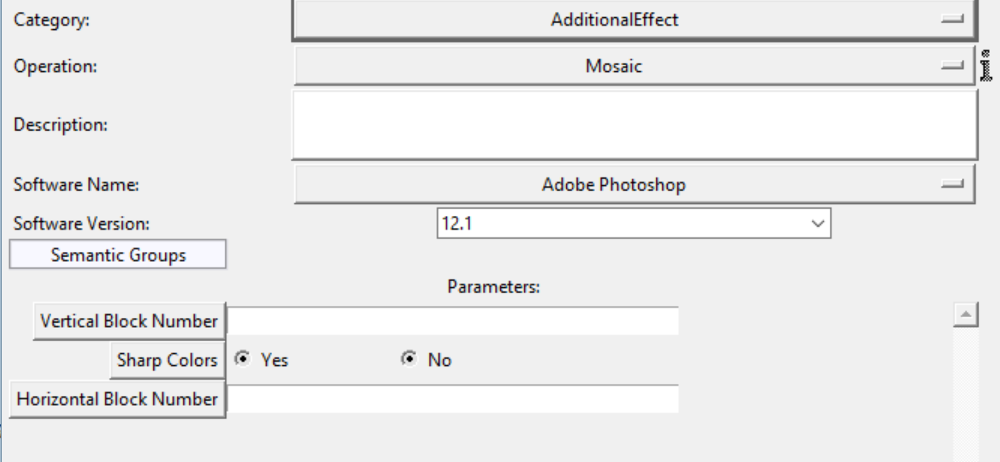 Category: AdditionalEffect
Operation: Mosaic i
Description:
Software Name: Adobe Photoshop
Software Version: 12.1
Semantic Groups
Parameters:
Vertical Block Number
Sharp Colors Yes No
Horizontal Block Number